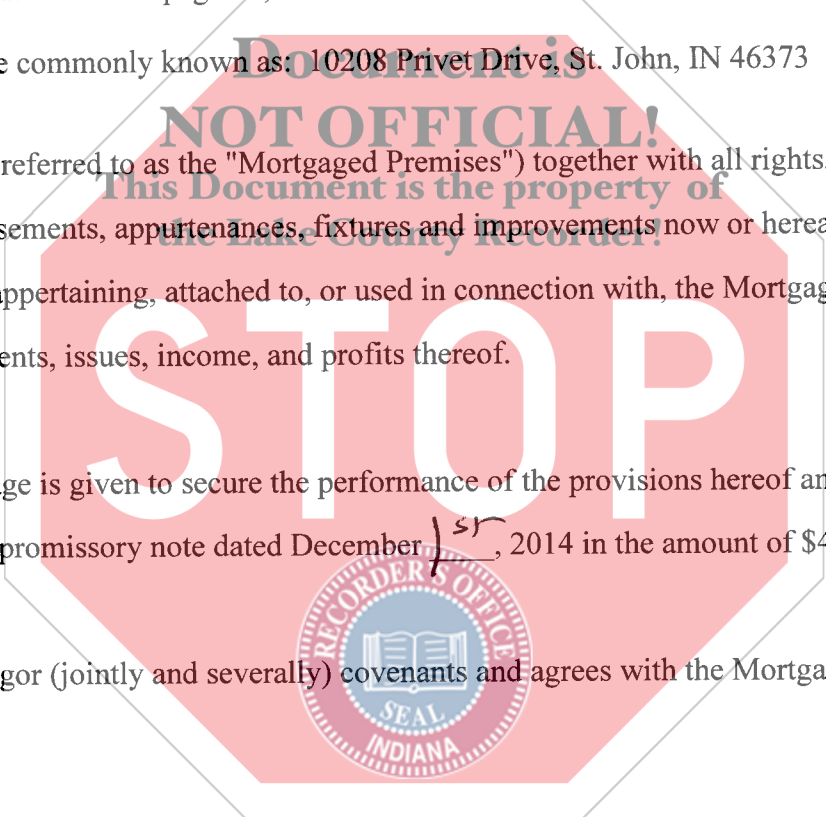 e commonly known as: 10208 Privet Drive, St. John, IN 46373
Document is
NOT OFFICIAL!
referred to as the "Mortgaged Premises") together with all rights,
This Document is the property of
sements, appurtenances, fixtures and improvements now or herea
the Lake County Recorder!
appertaining, attached to, or used in connection with, the Mortgag
ents, issues, income, and profits thereof.
STOP
ge is given to secure the performance of the provisions hereof an
promissory note dated December 1st, 2014 in the amount of $4
RECORDER'S OFFICE
gor (jointly and severally) covenants and agrees with the Mortga
SEAL
INDIANA